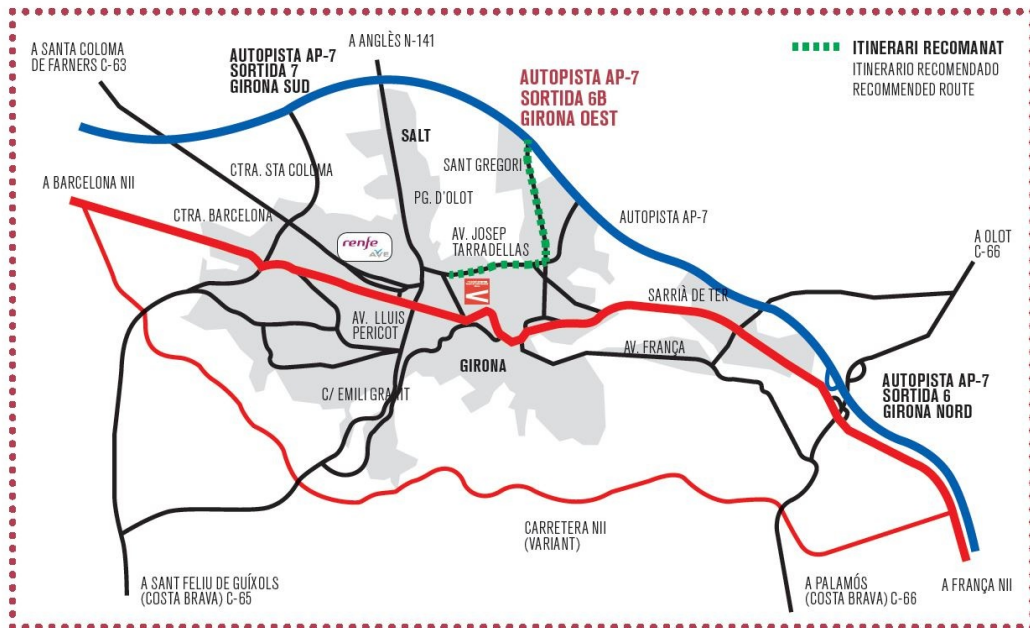 A SANTA COLOMA
DE FARNERS C-63
AUTOPISTA AP-7
SORTIDA 7
GIRONA SUD
A ANGLÈS N-141
AUTOPISTA AP-7
SORTIDA 6B
GIRONA OEST
ITINERARI RECOMANAT
ITINERARIO RECOMENDADO
RECOMMENDED ROUTE
SALT
SANT GREGORI
CTRA. STA COLOMA
A BARCELONA NII
PG. D'OLOT
CTRA. BARCELONA
AV. JOSEP
TARRADELLAS
AUTOPISTA AP-7
renfe
AVE
A OLOT
C-66
V
SARRIÀ DE TER
AV. LLUIS
PERICOT
AV. FRANÇA
GIRONA
C/ EMILI GRAHIT
AUTOPISTA AP-7
SORTIDA 6
GIRONA NORD
CARRETERA NII
(VARIANT)
A SANT FELIU DE GUÍXOLS
(COSTA BRAVA) C-65
A PALAMÓS
(COSTA BRAVA) C-66
A FRANÇA NII